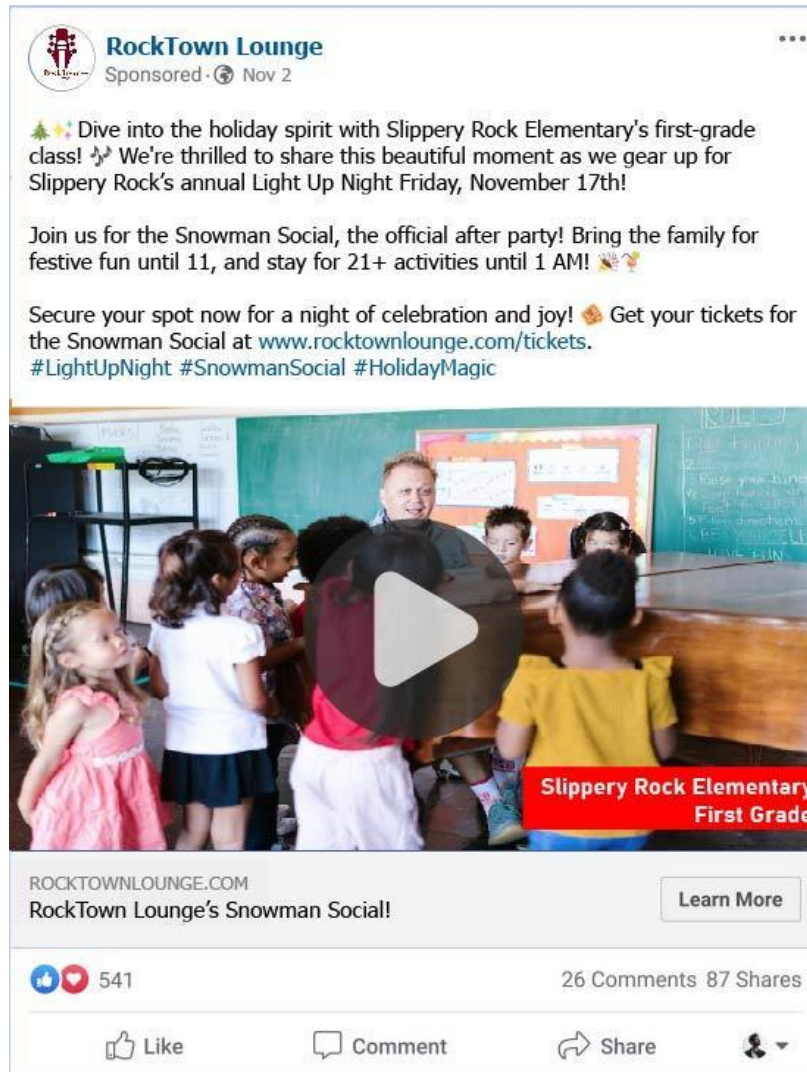 RockTown Lounge
Sponsored · Nov 2
🎄✨ Dive into the holiday spirit with Slippery Rock Elementary's first-grade
class! 🎶 We're thrilled to share this beautiful moment as we gear up for
Slippery Rock’s annual Light Up Night Friday, November 17th!
Join us for the Snowman Social, the official after party! Bring the family for
festive fun until 11, and stay for 21+ activities until 1 AM! 🎉🍹
Secure your spot now for a night of celebration and joy! 🧇 Get your tickets for
the Snowman Social at www.rocktownlounge.com/tickets.
#LightUpNight #SnowmanSocial #HolidayMagic
Slippery Rock Elementary
First Grade
ROCKTOWNLOUNGE.COM
RockTown Lounge’s Snowman Social!
Learn More
541
26 Comments 87 Shares
Like Comment Share